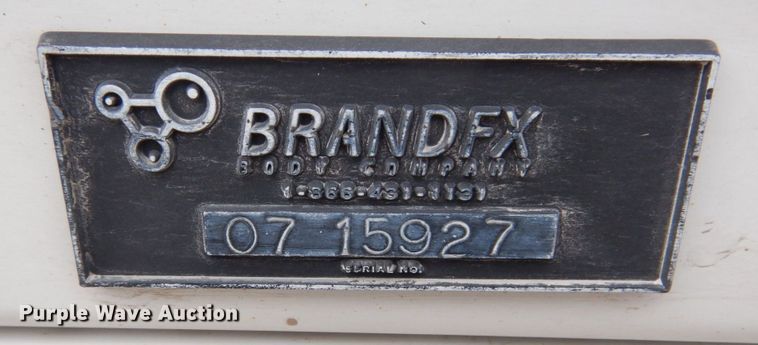 BRANDFX
BODY COMPANY
1-866-431-1131
07 15927
SERIAL NO.
Purple Wave Auction